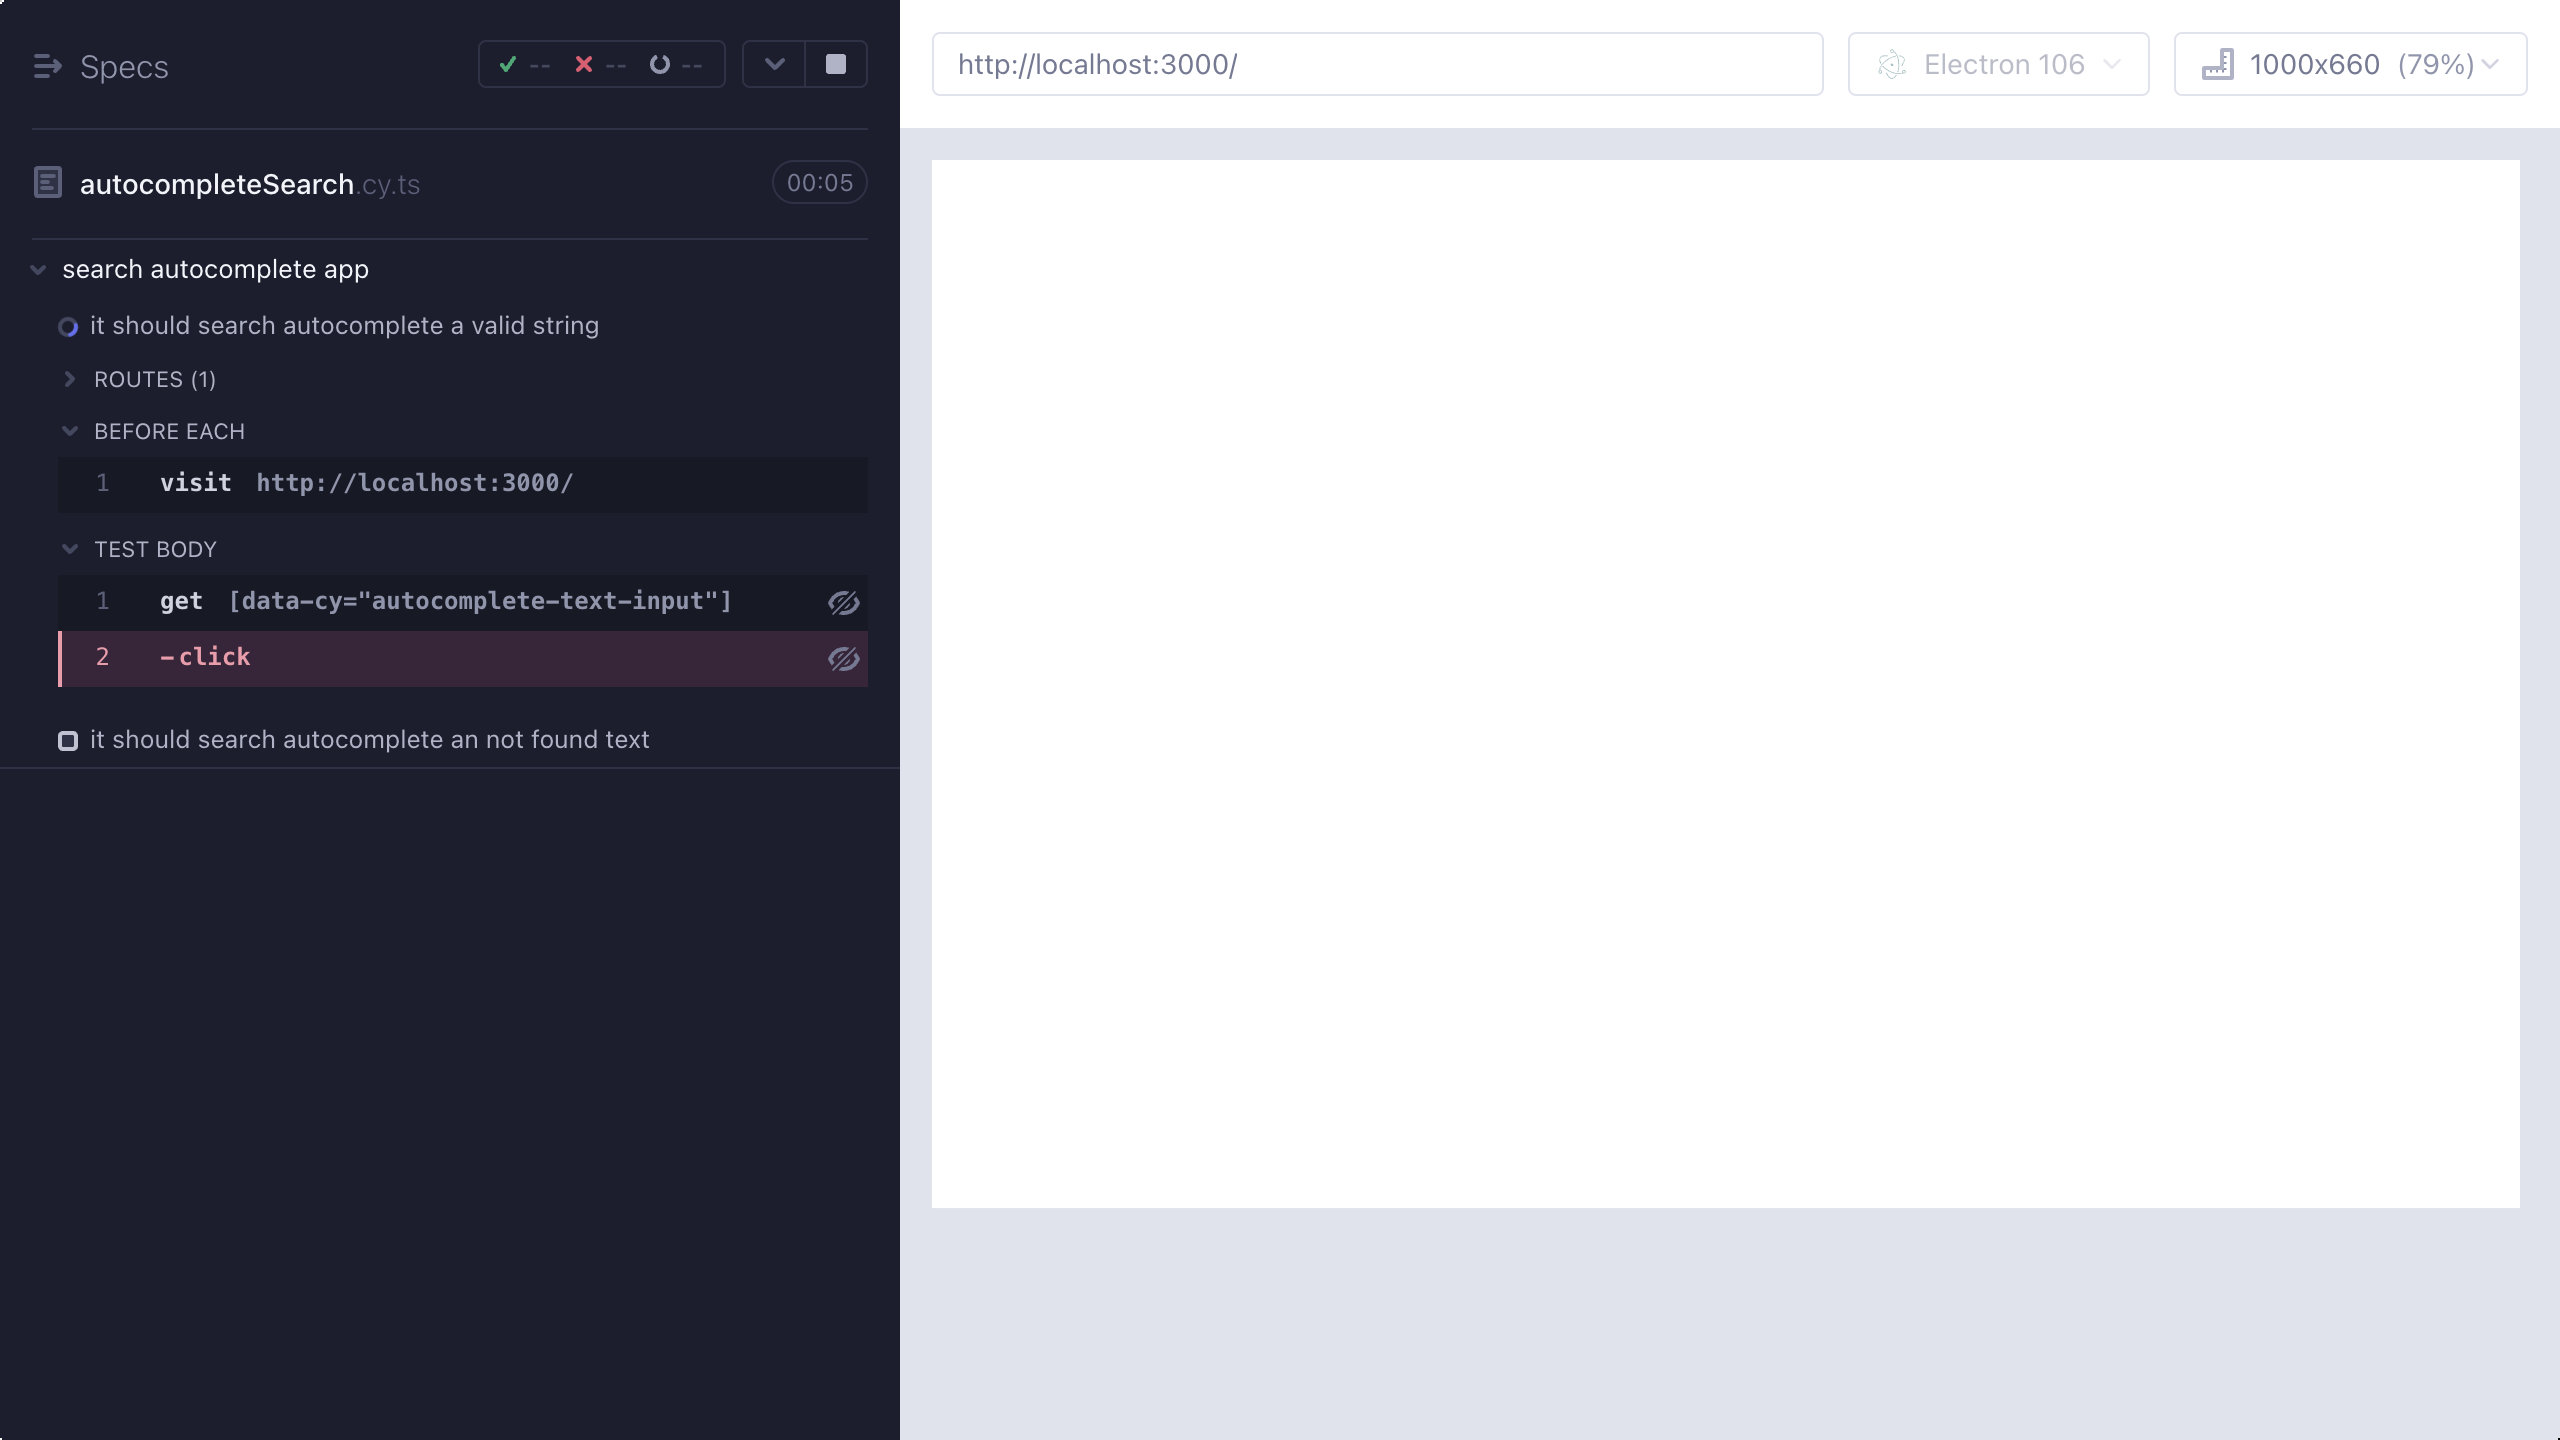 Specs -- -- --
autocompleteSearch.cy.ts 00:05
search autocomplete app
it should search autocomplete a valid string
ROUTES (1)
BEFORE EACH
1 visit http://localhost:3000/
TEST BODY
1 get [data-cy="autocomplete-text-input"]
2 -click
it should search autocomplete an not found text
http://localhost:3000/ Electron 106 1000x660 (79%)